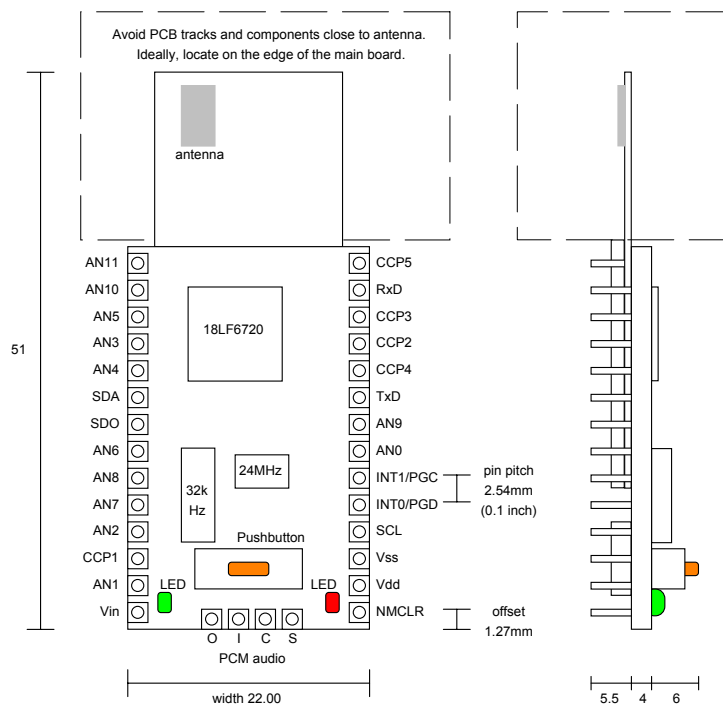 Avoid PCB tracks and components close to antenna.
Ideally, locate on the edge of the main board.
antenna
51
AN11
AN10
AN5
AN3
AN4
SDA
SDO
AN6
AN8
AN7
AN2
CCP1
AN1
Vin
18LF6720
24MHz
32k
Hz
Pushbutton
LED
LED
CCP5
RxD
CCP3
CCP2
CCP4
TxD
AN9
AN0
INT1/PGC
INT0/PGD
SCL
Vss
Vdd
NMCLR
pin pitch
2.54mm
(0.1 inch)
offset
1.27mm
O I C S
PCM audio
width 22.00
5.5 4 6